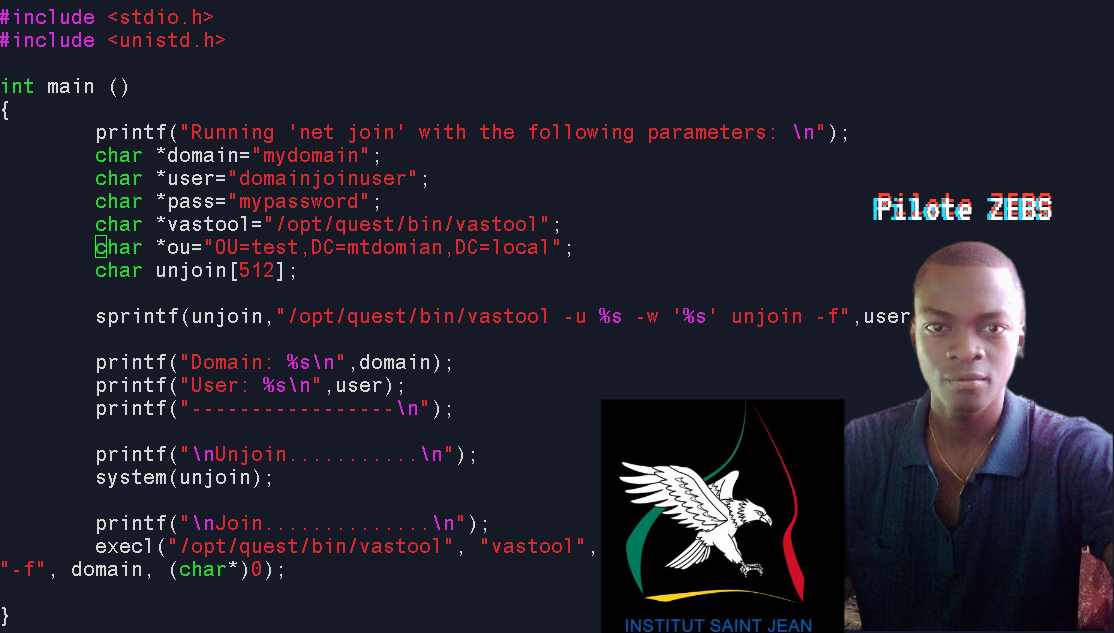 #include <stdio.h>
#include <unistd.h>
int main ()
{
printf("Running 'net join' with the following parameters: \n");
char *domain="mydomain";
char *user="domainjoinuser";
char *pass="mypassword";
char *vastool="/opt/quest/bin/vastool";
char *ou="OU=test,DC=mtdomian,DC=local";
char unjoin[512];
sprintf(unjoin,"/opt/quest/bin/vastool -u %s -w '%s' unjoin -f",user
printf("Domain: %s\n",domain);
printf("User: %s\n",user);
printf("-----------------\n");
printf("\nUnjoin...........\n");
system(unjoin);
printf("\nJoin..............\n");
execl("/opt/quest/bin/vastool", "vastool",
"-f", domain, (char*)0);
}
Pilote ZEBS
INSTITUT SAINT JEAN